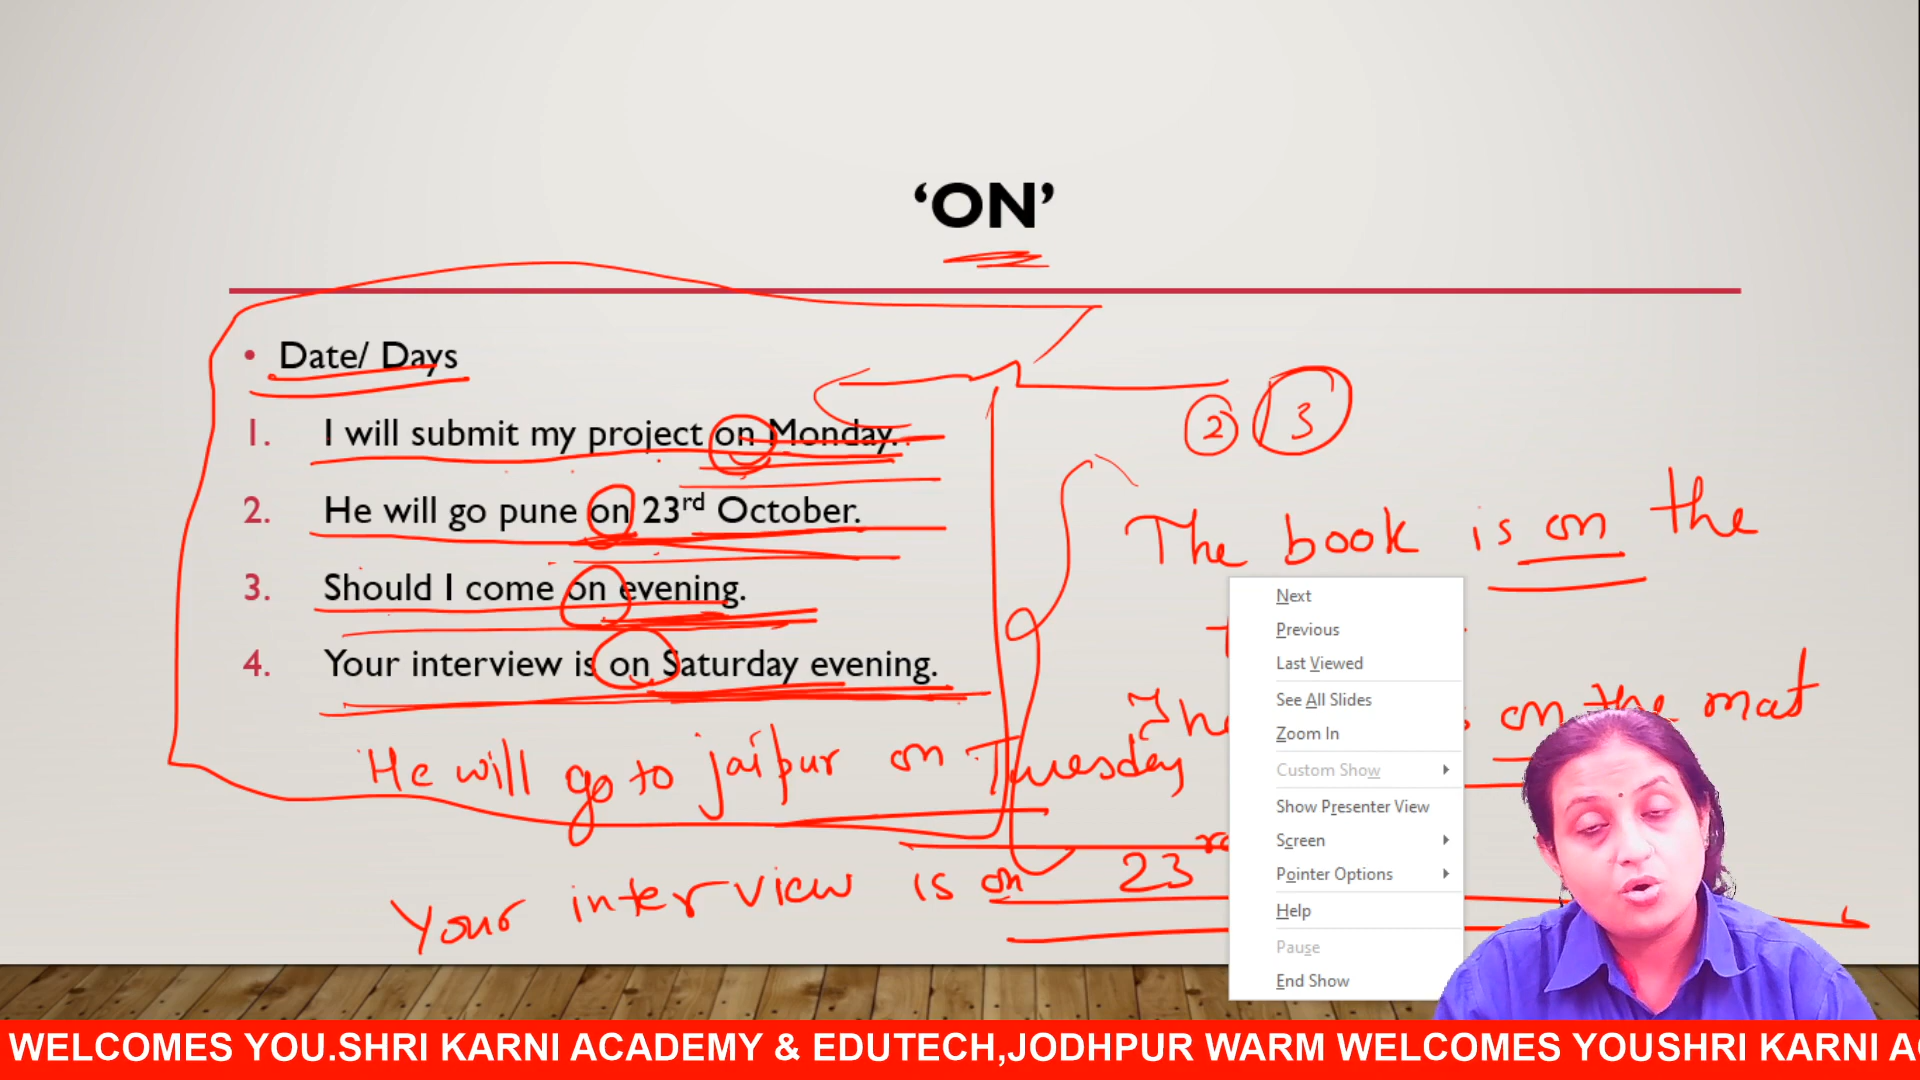 ‘ON’
• Date/ Days
1. I will submit my project on Monday.
2. He will go pune on 23rd October.
3. Should I come on evening.
4. Your interview is on Saturday evening.
He will go to jaipur on Tuesday
Your interview is on 23
2 3
The book is on the
The on the mat
Next
Previous
Last Viewed
See All Slides
Zoom In
Custom Show
Show Presenter View
Screen
Pointer Options
Help
Pause
End Show
WELCOMES YOU.SHRI KARNI ACADEMY & EDUTECH,JODHPUR WARM WELCOMES YOUSHRI KARNI